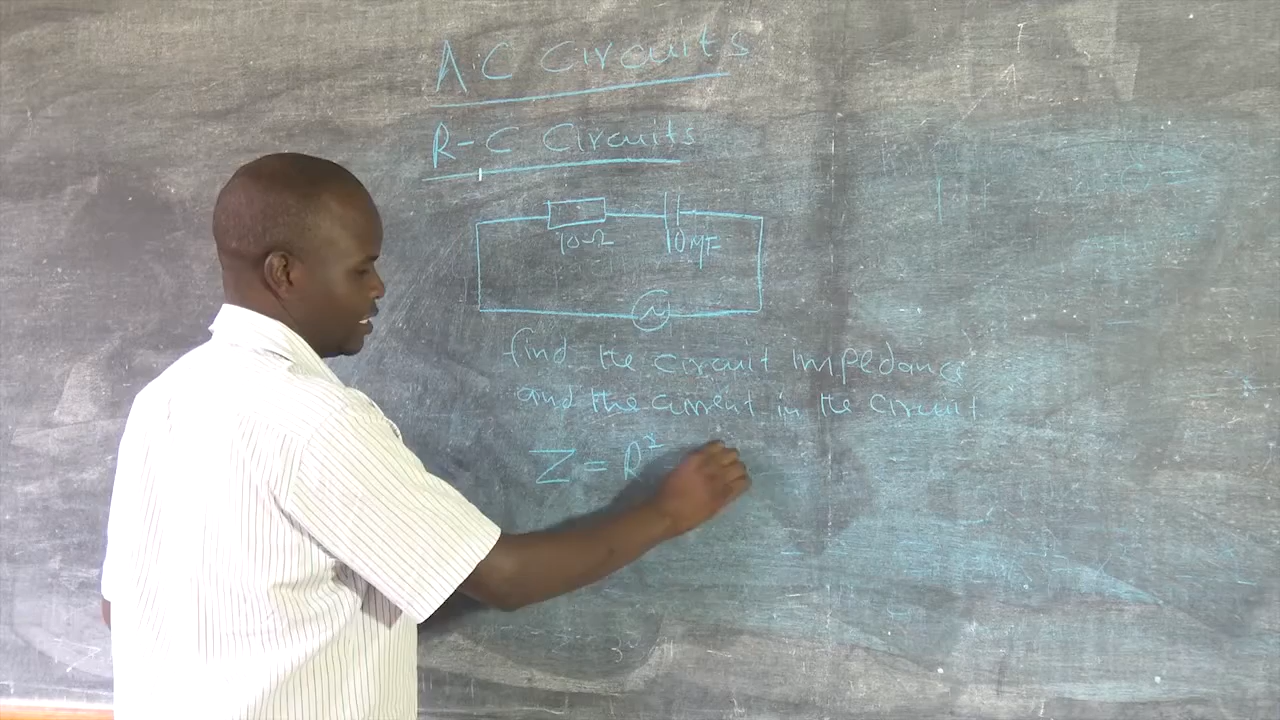 A.C Circuits
R-C Circuits
10Ω 10μF
find the circuit impedance
and the current in the circuit
Z = R²